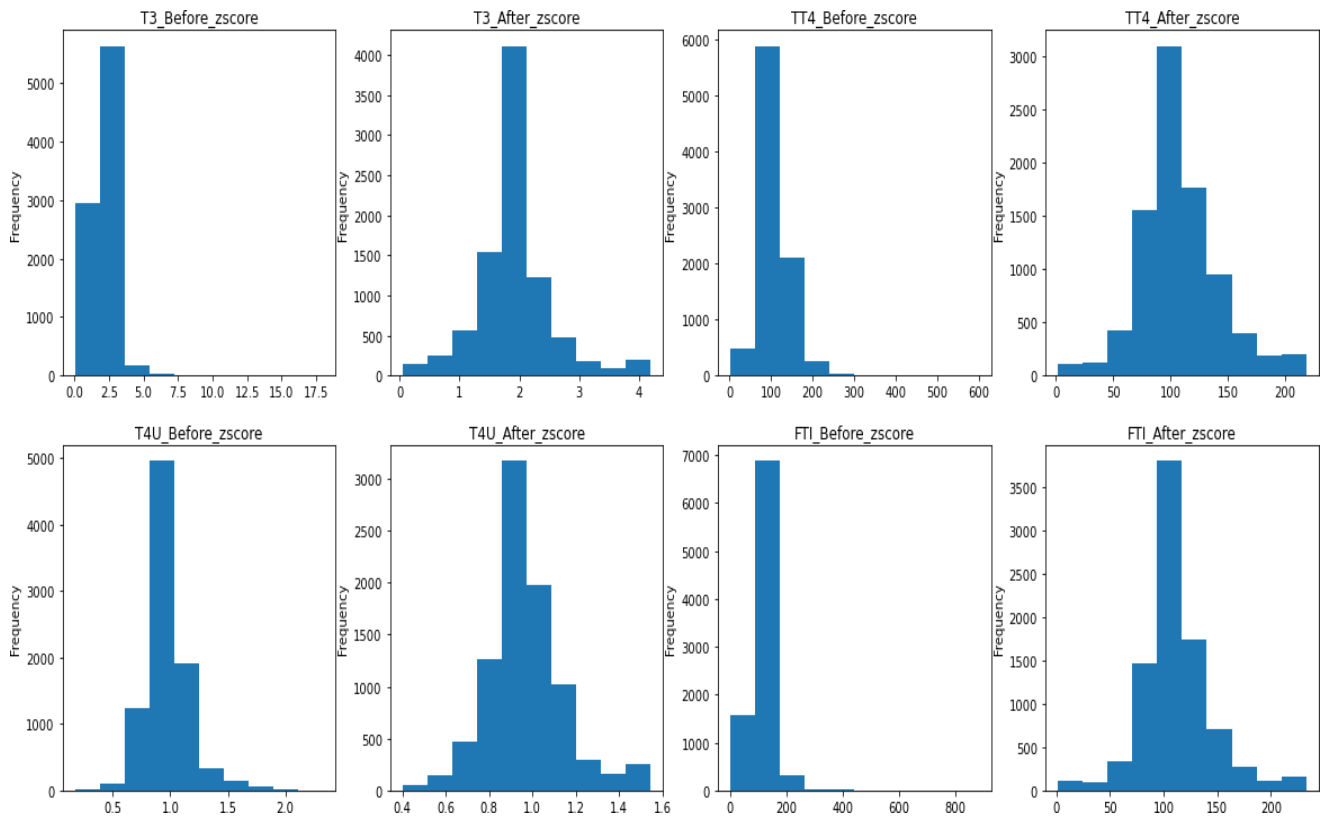 T3_Before_zscore
Frequency
5000
4000
3000
2000
1000
0
0.0 2.5 5.0 7.5 10.0 12.5 15.0 17.5
T3_After_zscore
Frequency
4000
3500
3000
2500
2000
1500
1000
500
0
0 1 2 3 4
TT4_Before_zscore
Frequency
6000
5000
4000
3000
2000
1000
0
0 100 200 300 400 500 600
TT4_After_zscore
Frequency
3000
2500
2000
1500
1000
500
0
0 50 100 150 200
T4U_Before_zscore
Frequency
5000
4000
3000
2000
1000
0
0.5 1.0 1.5 2.0
T4U_After_zscore
Frequency
3000
2500
2000
1500
1000
500
0
0.4 0.6 0.8 1.0 1.2 1.4 1.6
FTI_Before_zscore
Frequency
7000
6000
5000
4000
3000
2000
1000
0
0 200 400 600 800
FTI_After_zscore
Frequency
3500
3000
2500
2000
1500
1000
500
0
0 50 100 150 200